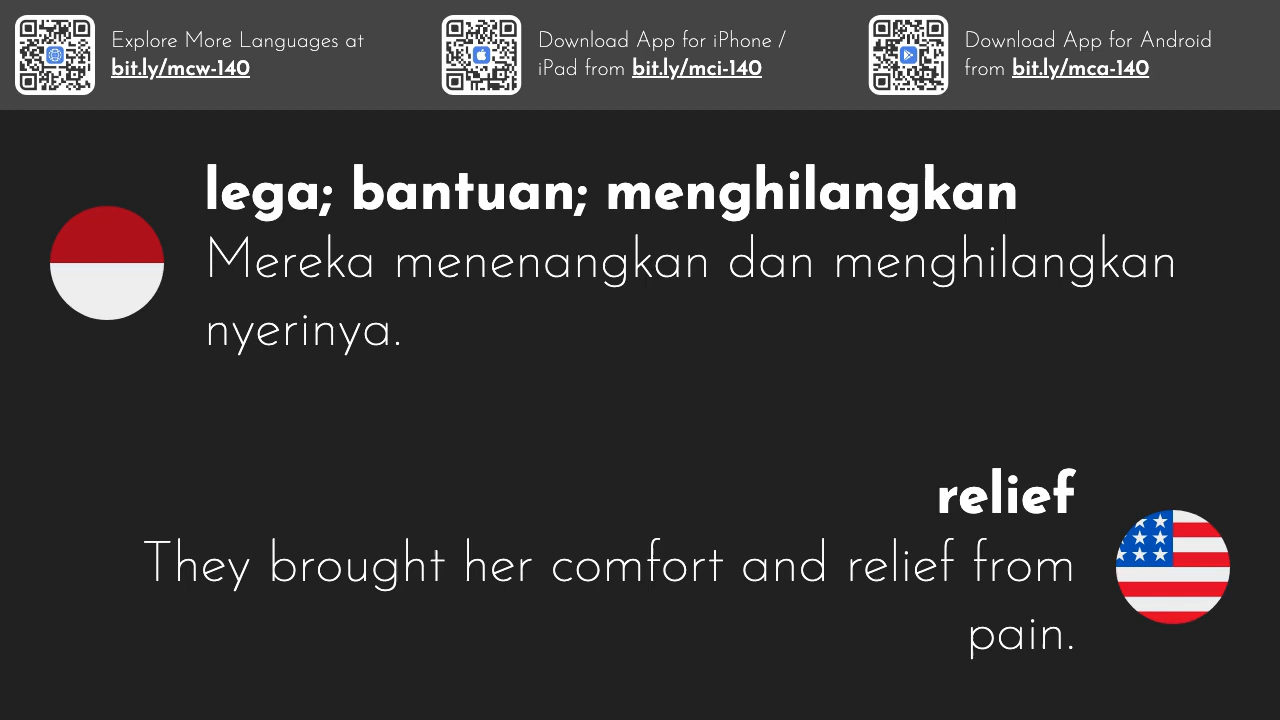 Explore More Languages at
bit.ly/mcw-140
Download App for iPhone /
iPad from bit.ly/mci-140
Download App for Android
from bit.ly/mca-140
lega; bantuan; menghilangkan
Mereka menenangkan dan menghilangkan
nyerinya.
relief
They brought her comfort and relief from
pain.